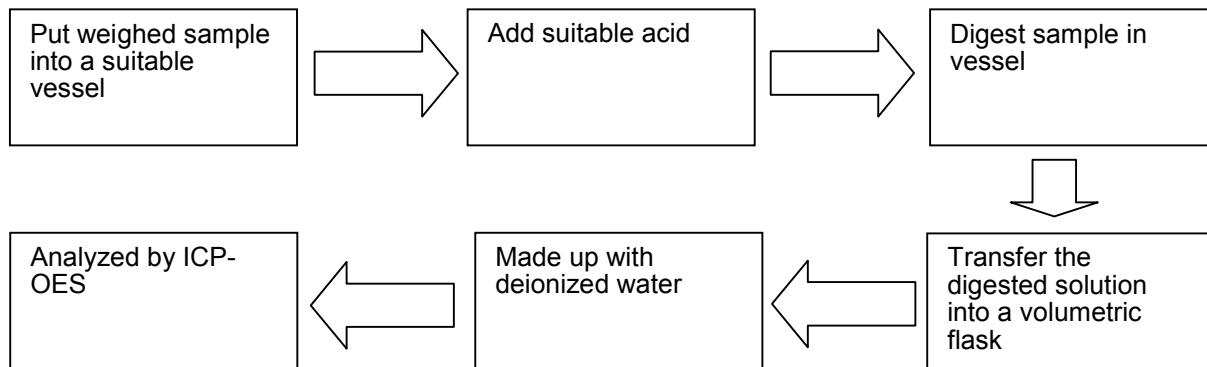 Put weighed sample
into a suitable
vessel
Add suitable acid
Digest sample in
vessel
Transfer the
digested solution
into a volumetric
flask
Made up with
deionized water
Analyzed by ICP-
OES